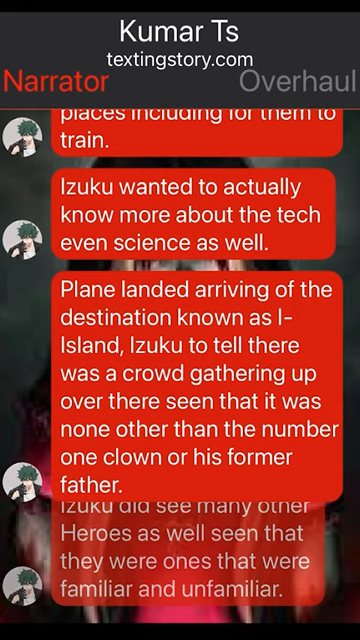 Kumar Ts
textingstory.com
Narrator
Overhaul
places including for them to
train.
Izuku wanted to actually
know more about the tech
even science as well.
Plane landed arriving of the
destination known as I-
Island, Izuku to tell there
was a crowd gathering up
over there seen that it was
none other than the number
one clown or his former
father.
Izuku did see many other
Heroes as well seen that
they were ones that were
familiar and unfamiliar.